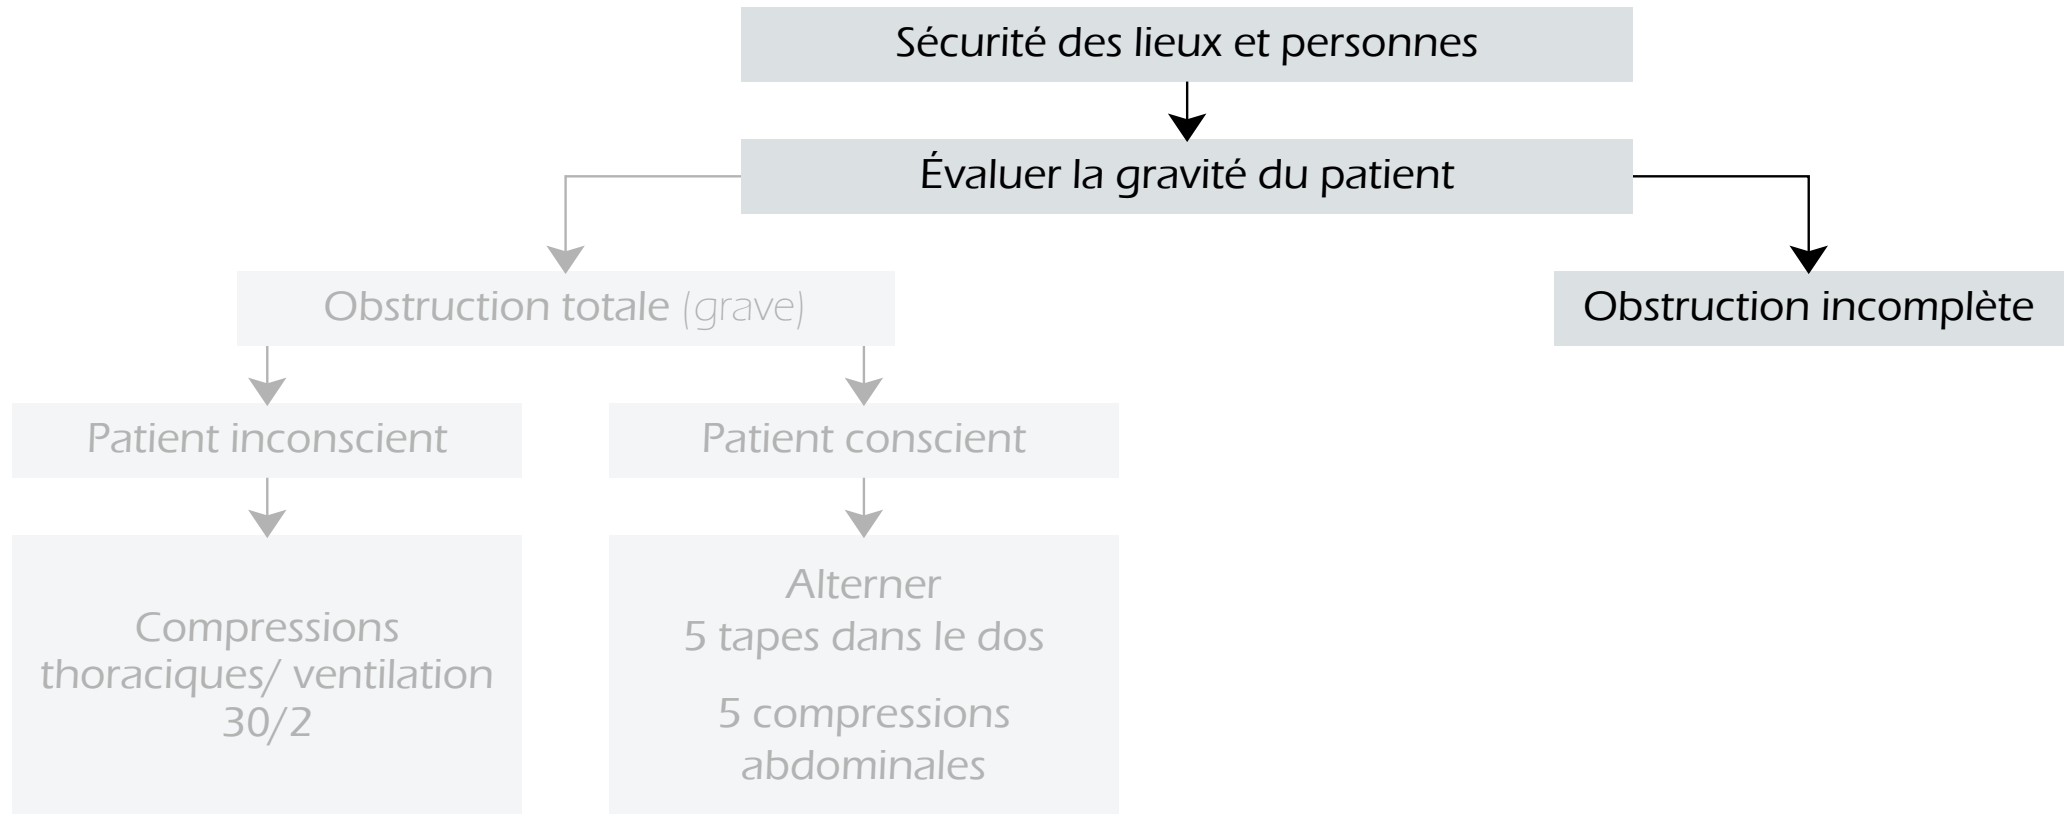 Sécurité des lieux et personnes
Évaluer la gravité du patient
Obstruction totale (grave)
Obstruction incomplète
Patient inconscient
Patient conscient
Compressions
thoraciques/ ventilation
30/2
Alterner
5 tapes dans le dos
5 compressions
abdominales